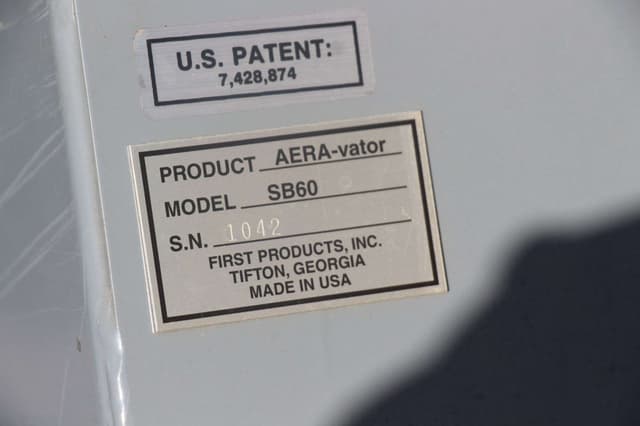 U.S. PATENT:
7,428,874
PRODUCT AERA-vator
MODEL SB60
S.N. 1042
FIRST PRODUCTS, INC.
TIFTON, GEORGIA
MADE IN USA